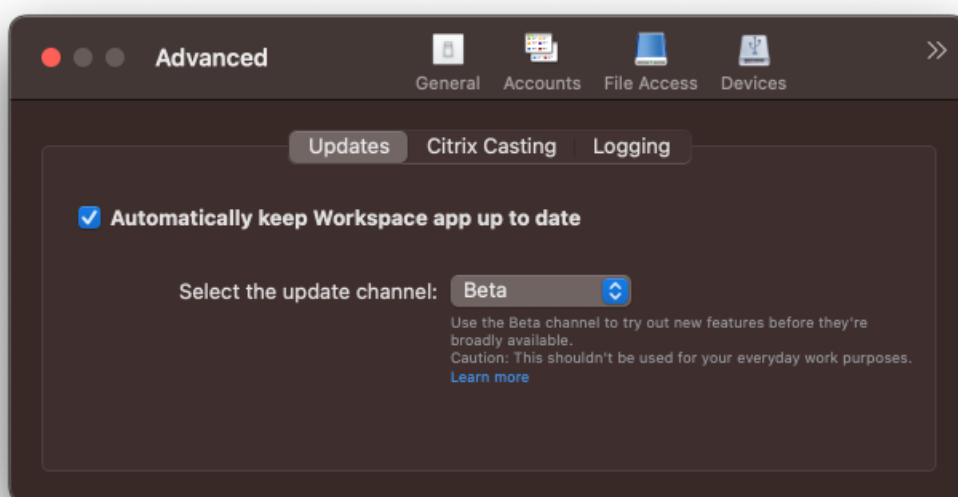 Advanced
General Accounts File Access Devices
Updates Citrix Casting Logging
Automatically keep Workspace app up to date
Select the update channel: Beta
Use the Beta channel to try out new features before they're
broadly available.
Caution: This shouldn't be used for your everyday work purposes.
Learn more